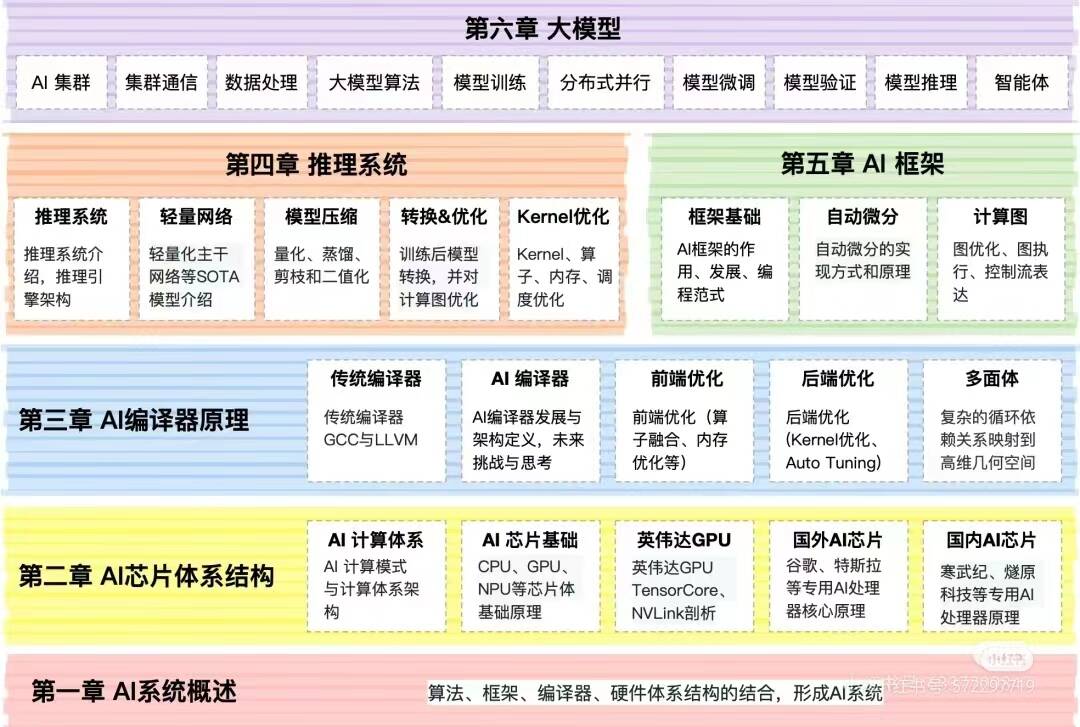 第六章 大模型
AI 集群
集群通信
数据处理
大模型算法
模型训练
分布式并行
模型微调
模型验证
模型推理
智能体
第四章 推理系统
推理系统
推理系统介
绍，推理引
擎架构
轻量网络
轻量化主干
网络等SOTA
模型介绍
模型压缩
量化、蒸馏、
剪枝和二值化
转换&优化
训练后模型
转换，并对
计算图优化
Kernel优化
Kernel、算
子、内存、调
度优化
第五章 AI 框架
框架基础
AI框架的作
用、发展、编
程范式
自动微分
自动微分的实
现方式和原理
计算图
图优化、图执
行、控制流表
达
第三章 AI编译器原理
传统编译器
传统编译器
GCC与LLVM
AI 编译器
AI编译器发展与
架构定义，未来
挑战与思考
前端优化
前端优化（算
子融合、内存
优化等）
后端优化
后端优化
(Kernel优化、
Auto Tuning)
多面体
复杂的循环依
赖关系映射到
高维几何空间
第二章 AI芯片体系结构
AI 计算体系
AI 计算模式
与计算体系架
构
AI 芯片基础
CPU、GPU、
NPU等芯片体
基础原理
英伟达GPU
英伟达GPU
TensorCore、
NVLink剖析
国外AI芯片
谷歌、特斯拉
等专用AI处理
器核心原理
国内AI芯片
寒武纪、燧原
科技等专用AI
处理器原理
第一章 AI系统概述
算法、框架、编译器、硬件体系结构的结合，形成AI系统
小红书